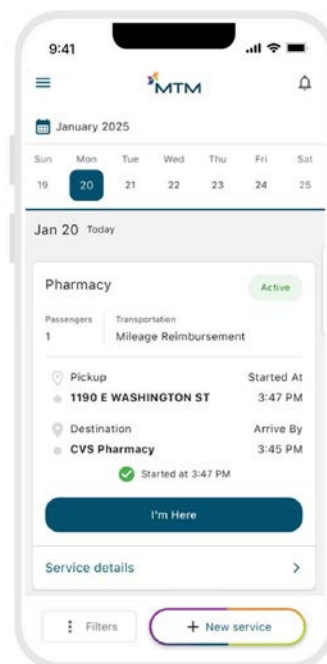 9:41
MTM
January 2025
Sun Mon Tue Wed Thu Fri Sat
19 20 21 22 23 24 25
Jan 20 Today
Pharmacy Active
Passengers Transportation
1 Mileage Reimbursement
Pickup Started At
1190 E WASHINGTON ST 3:47 PM
Destination Arrive By
CVS Pharmacy 3:45 PM
Started at 3:47 PM
I'm Here
Service details
Filters + New service